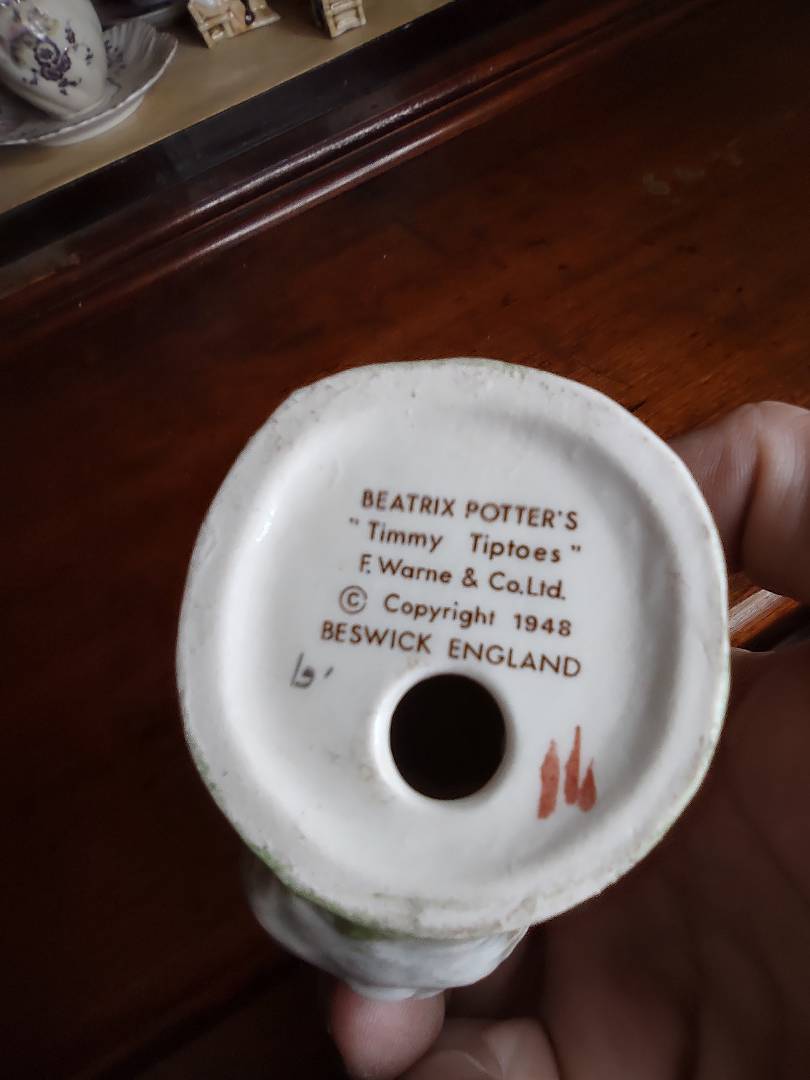 BEATRIX POTTER'S
"Timmy Tiptoes"
F. Warne & Co.Ltd.
© Copyright 1948
BESWICK ENGLAND